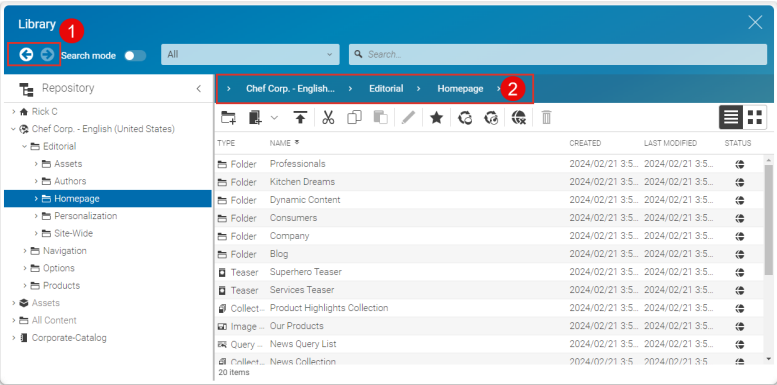 Library
1
Search mode
All
Search...
Repository
Chef Corp. - English... Editorial Homepage 2
Rick C
Chef Corp. - English (United States)
Editorial
Assets
Authors
Homepage
Personalization
Site-Wide
Navigation
Options
Products
Assets
All Content
Corporate-Catalog
TYPE NAME CREATED LAST MODIFIED STATUS
Folder Professionals 2024/02/21 3:5... 2024/02/21 3:5...
Folder Kitchen Dreams 2024/02/21 3:5... 2024/02/21 3:5...
Folder Dynamic Content 2024/02/21 3:5... 2024/02/21 3:5...
Folder Consumers 2024/02/21 3:5... 2024/02/21 3:5...
Folder Company 2024/02/21 3:5... 2024/02/21 3:5...
Folder Blog 2024/02/21 3:5... 2024/02/21 3:5...
Teaser Superhero Teaser 2024/02/21 3:5... 2024/02/21 3:5...
Teaser Services Teaser 2024/02/21 3:5... 2024/02/21 3:5...
Collect... Product Highlights Collection 2024/02/21 3:5... 2024/02/21 3:5...
Image ... Our Products 2024/02/21 3:5... 2024/02/21 3:5...
Query ... News Query List 2024/02/21 3:5... 2024/02/21 3:5...
Collect... News Collection 2024/02/21 3:5... 2024/02/21 3:5...
20 items